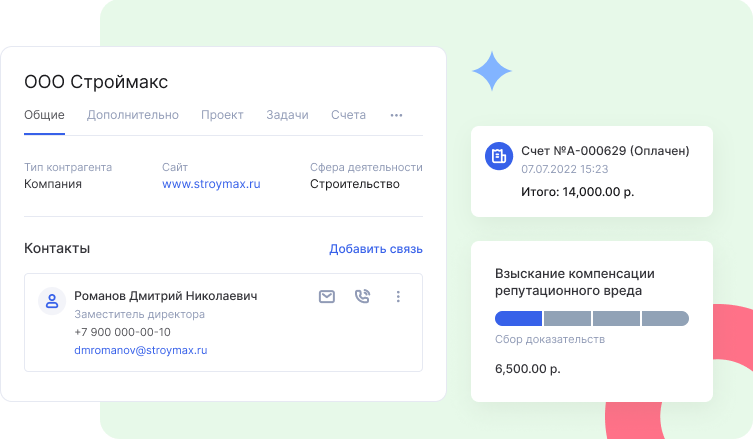 ООО Строймакс
Общие Дополнительно Проект Задачи Счета ...
Тип контрагента Сайт Сфера деятельности
Компания www.stroymax.ru Строительство
Контакты Добавить связь
Романов Дмитрий Николаевич
Заместитель директора
+7 900 000-00-10
dmromanov@stroymax.ru
Счет №А-000629 (Оплачен)
07.07.2022 15:23
Итого: 14,000.00 р.
Взыскание компенсации
репутационного вреда
Сбор доказательств
6,500.00 р.